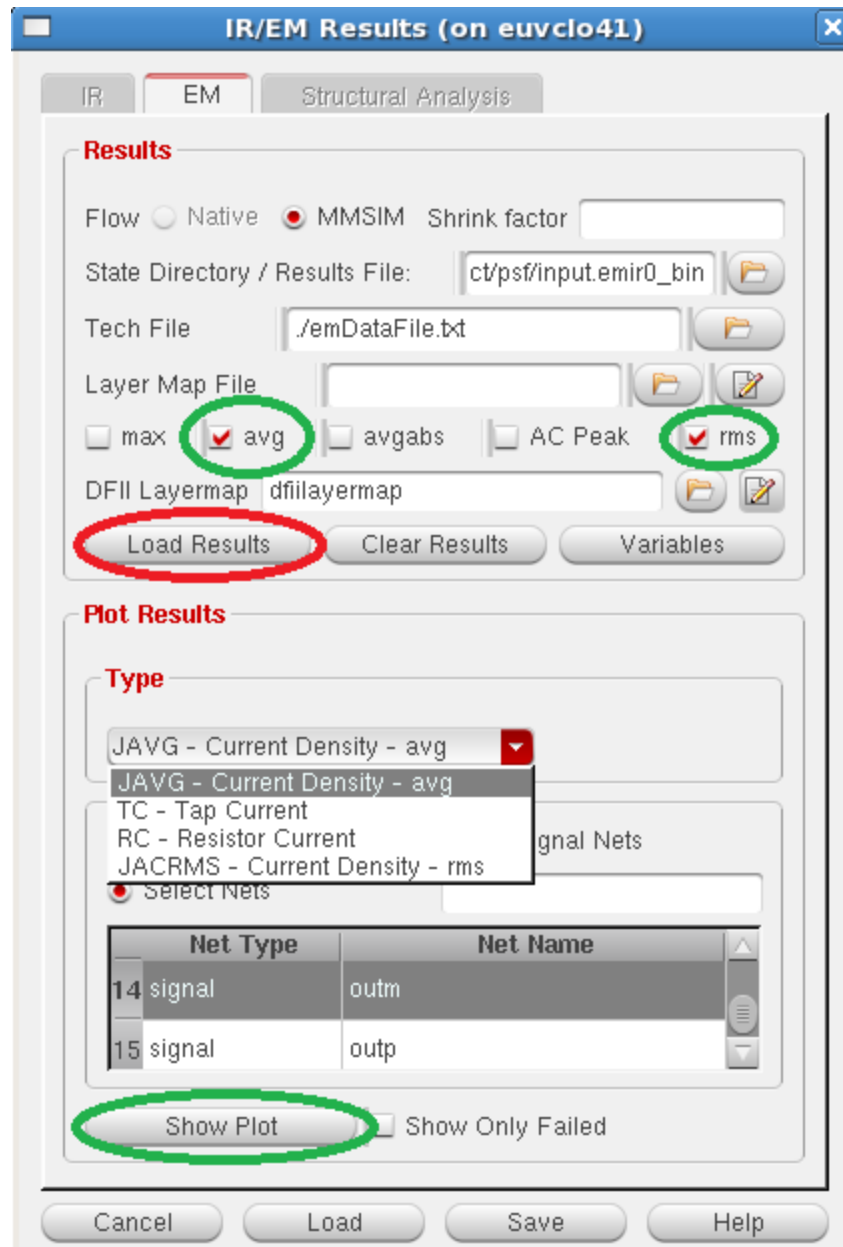 IR/EM Results (on euvclo41)
IR EM Structural Analysis
Results
Flow Native MMSIM Shrink factor
State Directory / Results File: ct/psf/input.emir0_bin
Tech File ./emDataFile.txt
Layer Map File
max avg avgabs AC Peak rms
DFII Layermap dfiilayermap
Load Results Clear Results Variables
Plot Results
Type
JAVG - Current Density - avg
JAVG - Current Density - avg
TC - Tap Current
RC - Resistor Current
JACRMS - Current Density - rms
gnal Nets
Select Nets
Net Type Net Name
14 signal outm
15 signal outp
Show Plot Show Only Failed
Cancel Load Save Help